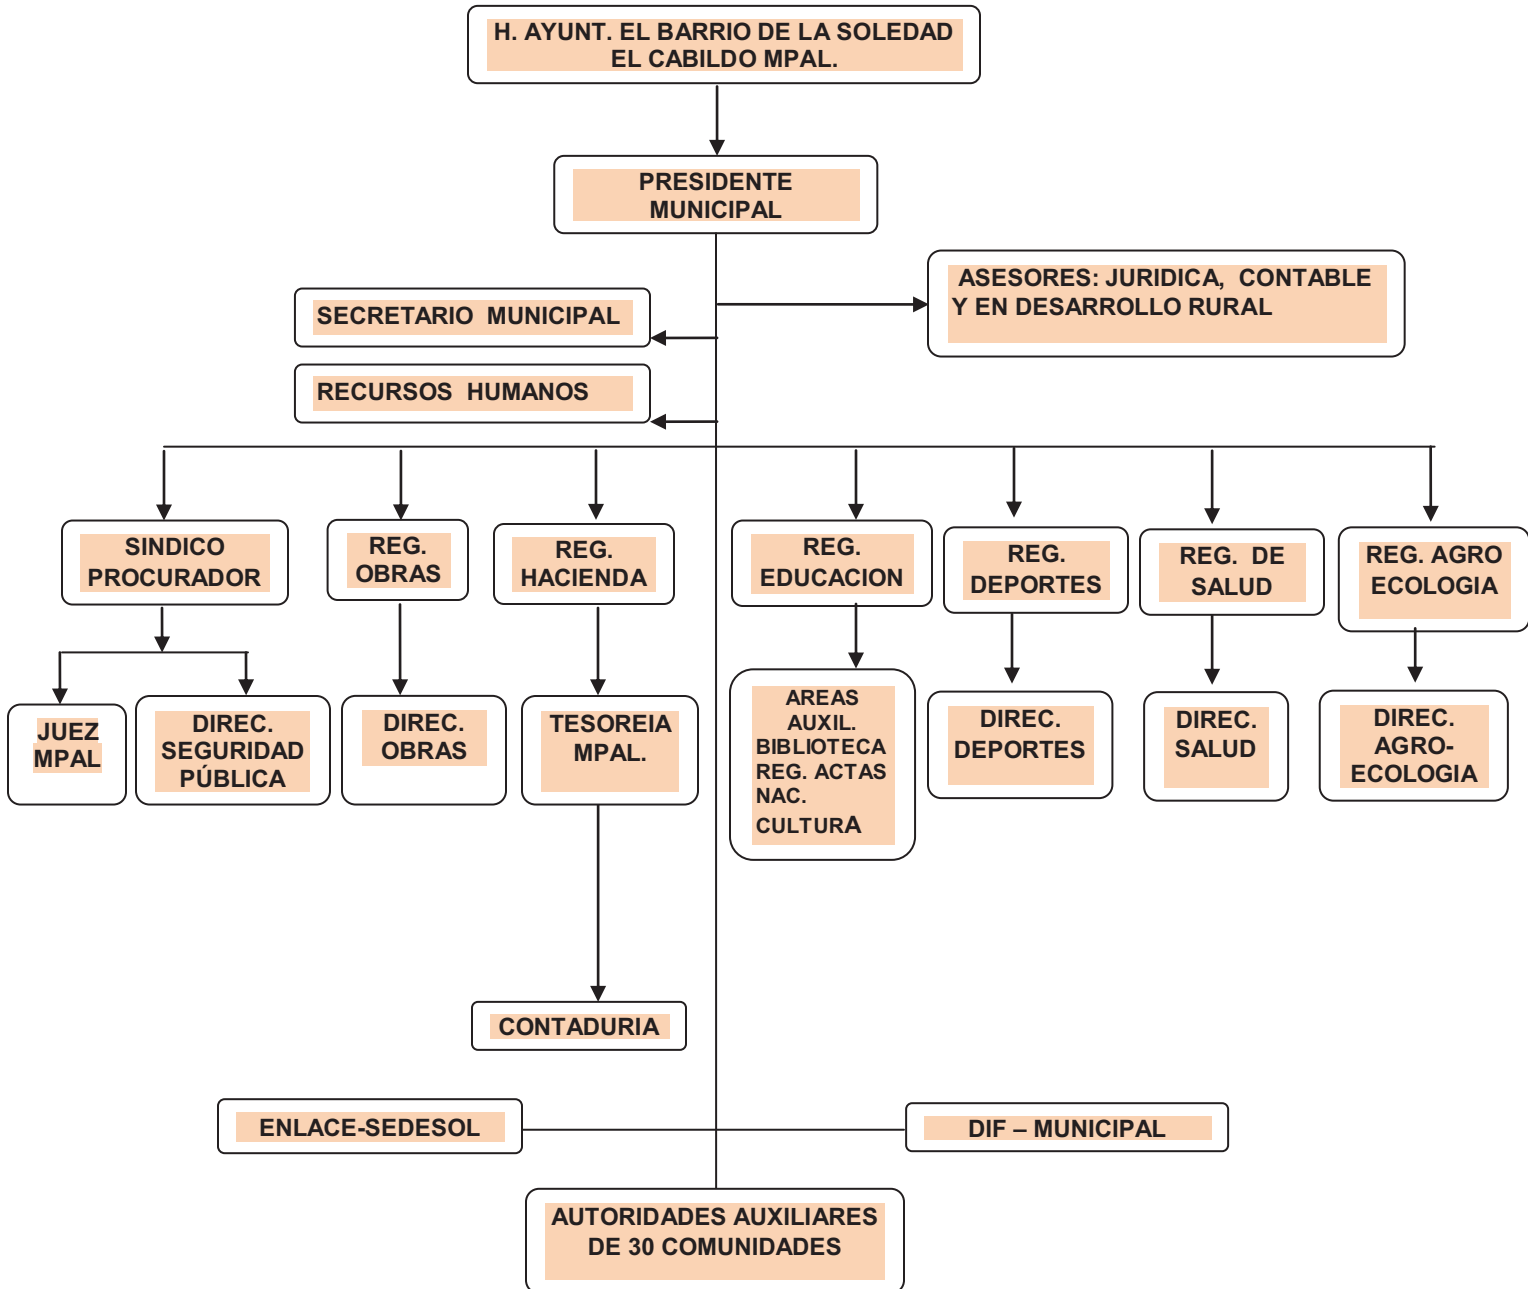 H. AYUNT. EL BARRIO DE LA SOLEDAD
EL CABILDO MPAL.
PRESIDENTE
MUNICIPAL
ASESORES: JURIDICA, CONTABLE
Y EN DESARROLLO RURAL
SECRETARIO MUNICIPAL
RECURSOS HUMANOS
SINDICO
PROCURADOR
REG.
OBRAS
REG.
HACIENDA
REG.
EDUCACION
REG.
DEPORTES
REG. DE
SALUD
REG. AGRO
ECOLOGIA
JUEZ
MPAL
DIREC.
SEGURIDAD
PÚBLICA
DIREC.
OBRAS
TESOREIA
MPAL.
AREAS
AUXIL.
BIBLIOTECA
REG. ACTAS
NAC.
CULTURA
DIREC.
DEPORTES
DIREC.
SALUD
DIREC.
AGRO-
ECOLOGIA
CONTADURIA
ENLACE-SEDESOL
DIF – MUNICIPAL
AUTORIDADES AUXILIARES
DE 30 COMUNIDADES